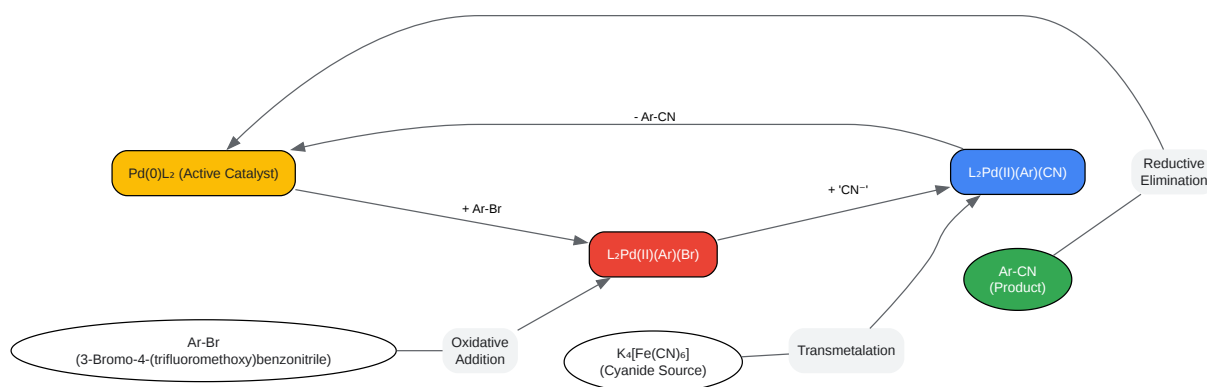 - Ar-CN
Pd(0)L₂ (Active Catalyst)
L₂Pd(II)(Ar)(CN)
Reductive
Elimination
+ 'CN⁻'
+ Ar-Br
L₂Pd(II)(Ar)(Br)
Ar-CN
(Product)
Ar-Br
(3-Bromo-4-(trifluoromethoxy)benzonitrile)
Oxidative
Addition
K₄[Fe(CN)₆]
(Cyanide Source)
Transmetalation